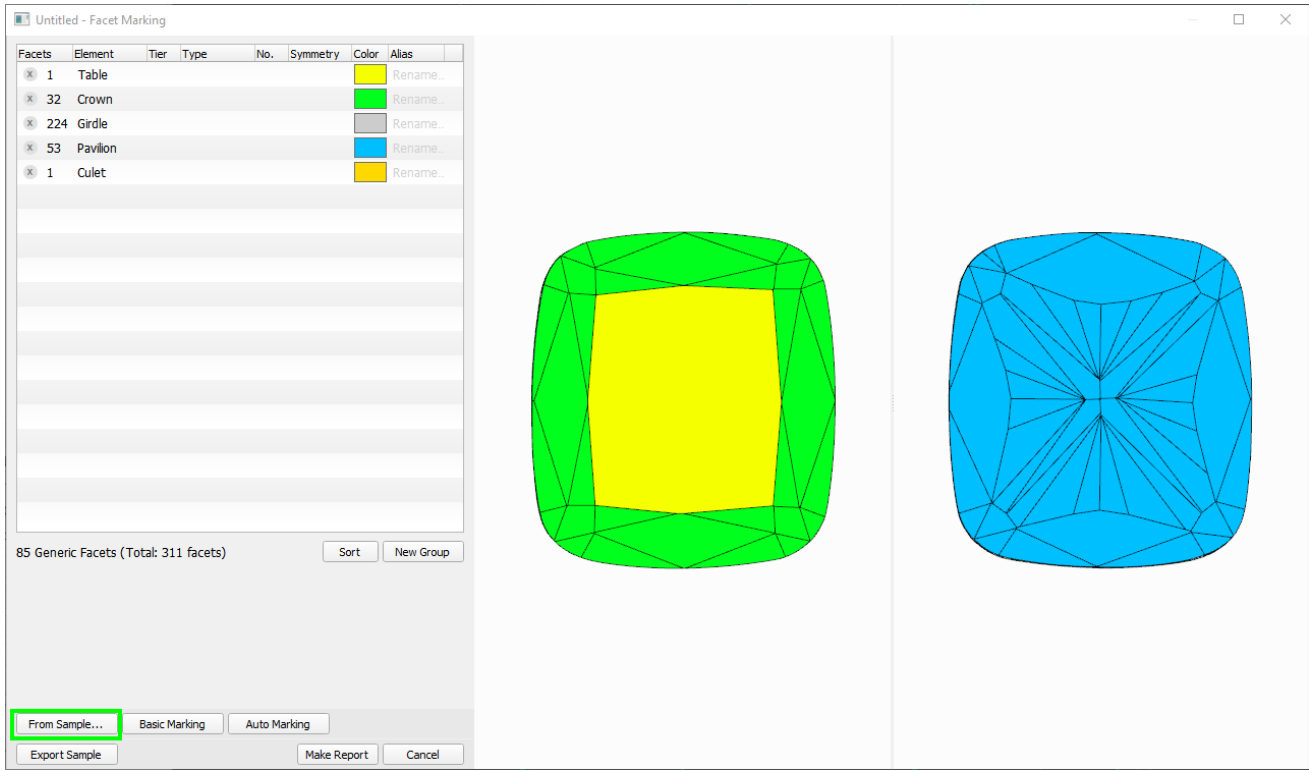 Untitled - Facet Marking
Facets Element Tier Type No. Symmetry Color Alias
x 1 Table Rename..
x 32 Crown Rename..
x 224 Girdle Rename..
x 53 Pavilion Rename..
x 1 Culet Rename..
85 Generic Facets (Total: 311 facets) Sort New Group
From Sample... Basic Marking Auto Marking
Export Sample Make Report Cancel